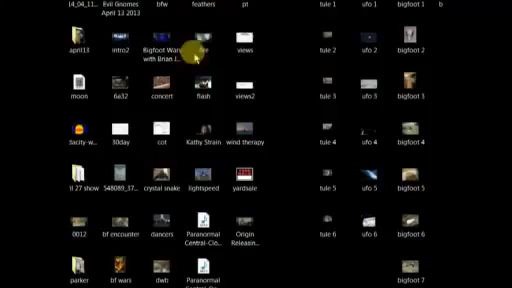 14_04_11...
Evil Gnomes
April 13 2013
bfw
feathers
pt
tule 1
ufo 1
bigfoot 1
b
april13
intro2
Bigfoot Wars
with Brian J...
fire
views
tule 2
ufo 2
bigfoot 2
moon
6a32
concert
flash
views2
tule 3
ufo 3
bigfoot 3
dacity-w...
30day
cot
Kathy Strain
wind therapy
tule 4
ufo 4
bigfoot 4
il 27 show
548089_37...
crystal snake
lightspeed
yardsale
tule 5
ufo 5
bigfoot 5
0012
bf encounter
dancers
Paranormal
Central-Clo...
Origin
Releasin...
tule 6
ufo 6
bigfoot 6
parker
bf wars
dwb
Paranormal
bigfoot 7